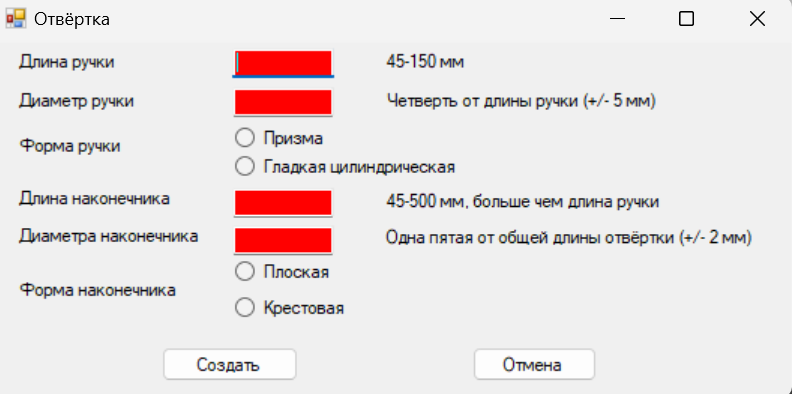 Отвёртка
Длина ручки 45-150 мм
Диаметр ручки Четверть от длины ручки (+/- 5 мм)
Форма ручки
Призма
Гладкая цилиндрическая
Длина наконечника 45-500 мм, больше чем длина ручки
Диаметра наконечника Одна пятая от общей длины отвёртки (+/- 2 мм)
Форма наконечника
Плоская
Крестовая
Создать Отмена